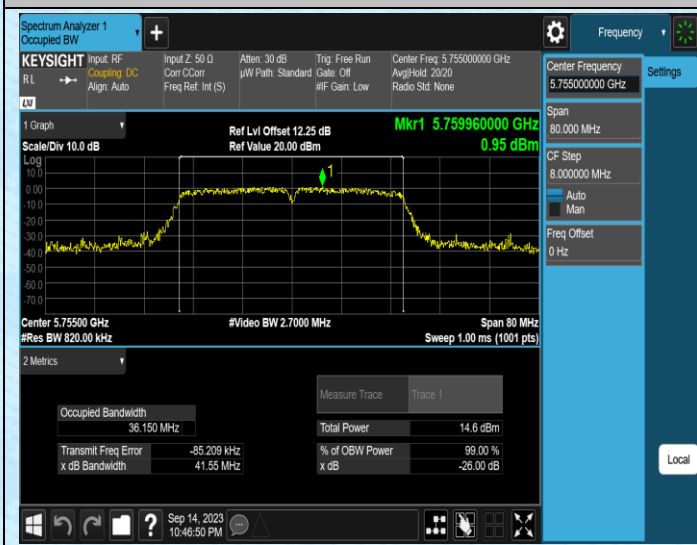 Spectrum Analyzer 1
Occupied BW
+
Frequency
KEYSIGHT
RL
LXI
Input: RF
Coupling: DC
Align: Auto
Input Z: 50 Ω
Corr CCorr
Freq Ref: Int (S)
Atten: 30 dB
µW Path: Standard
Trig: Free Run
Gate: Off
#IF Gain: Low
Center Freq: 5.755000000 GHz
Avg|Hold: 20/20
Radio Std: None
Center Frequency
5.755000000 GHz
Settings
Span
80.000 MHz
CF Step
8.000000 MHz
Auto
Man
Freq Offset
0 Hz
1 Graph
Scale/Div 10.0 dB
Ref Lvl Offset 12.25 dB
Ref Value 20.00 dBm
Mkr1 5.759960000 GHz
0.95 dBm
Log
10.0
0.00
-10.0
-20.0
-30.0
-40.0
-50.0
-60.0
-70.0
1
Center 5.75500 GHz
#Res BW 820.00 kHz
#Video BW 2.7000 MHz
Span 80 MHz
Sweep 1.00 ms (1001 pts)
2 Metrics
Measure Trace
Trace 1
Occupied Bandwidth
36.150 MHz
Total Power
14.6 dBm
Transmit Freq Error
-85.209 kHz
% of OBW Power
99.00 %
x dB Bandwidth
41.55 MHz
x dB
-26.00 dB
Local
?
Sep 14, 2023
10:46:50 PM